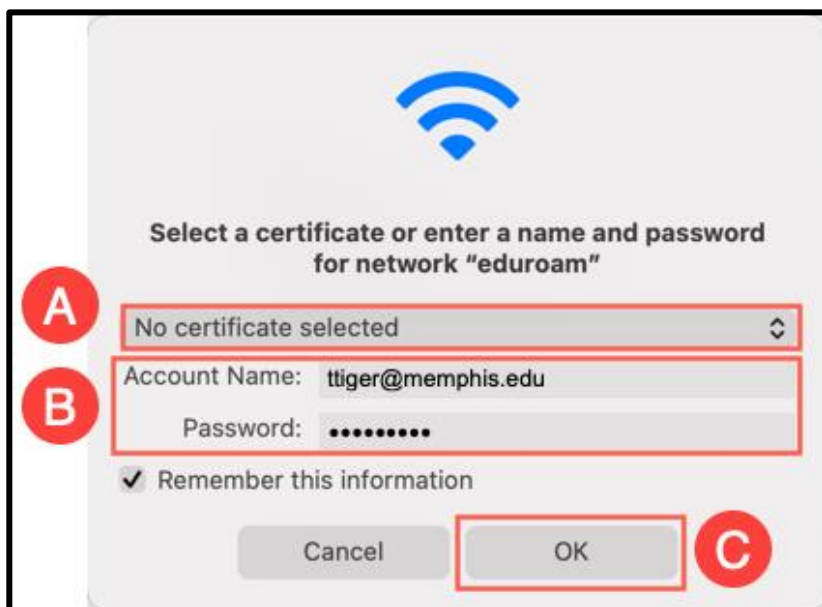 Select a certificate or enter a name and password
for network “eduroam”
A
No certificate selected
B
Account Name: ttiger@memphis.edu
Password: •••••••••
Remember this information
Cancel OK C